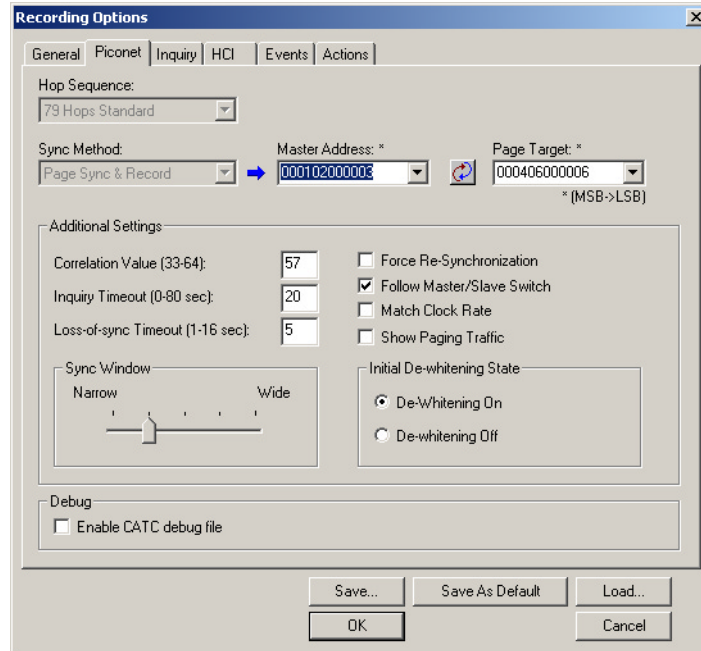 Recording Options
General Piconet Inquiry HCI Events Actions
Hop Sequence:
79 Hops Standard
Sync Method: Master Address: * Page Target: *
Page Sync & Record 000102000003 000406000006
* (MSB->LSB)
Additional Settings
Correlation Value (33-64): 57
Inquiry Timeout (0-80 sec): 20
Loss-of-sync Timeout (1-16 sec): 5
Force Re-Synchronization
Follow Master/Slave Switch
Match Clock Rate
Show Paging Traffic
Sync Window
Narrow Wide
Initial De-whitening State
De-Whitening On
De-whitening Off
Debug
Enable CATC debug file
Save... Save As Default Load...
OK Cancel